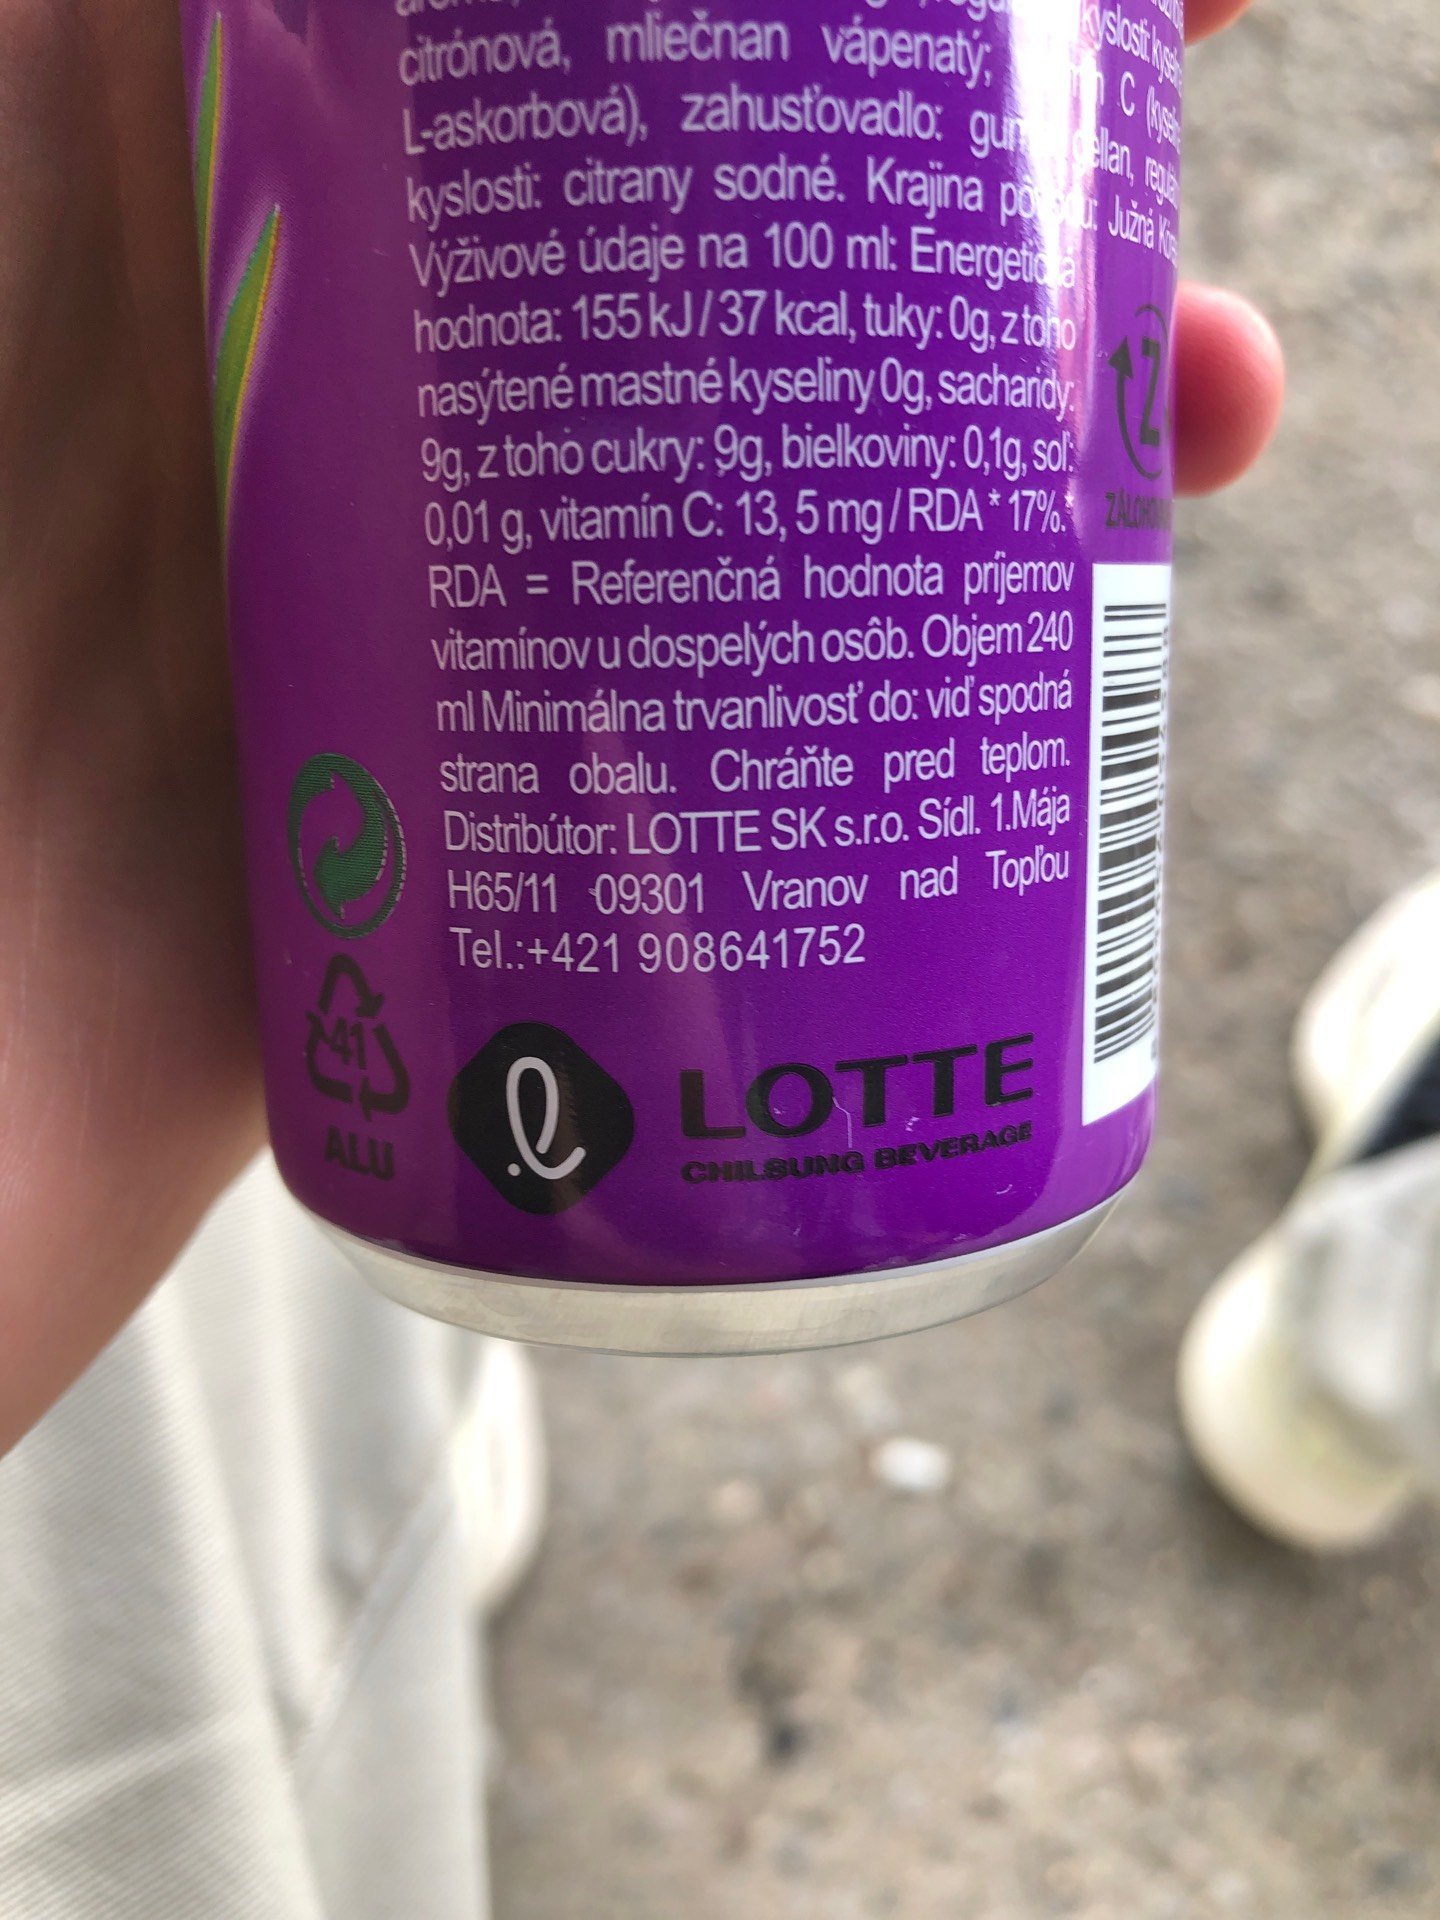 citrónová, mliečnan vápenatý,
L-askorbová), zahusťovadlo:
kyslosti: citrany sodné. Krajina
Výživové údaje na 100 ml: Energetická
hodnota: 155 kJ / 37 kcal, tuky: 0g, z toho
nasýtené mastné kyseliny 0g, sacharidy:
9g, z toho cukry: 9g, bielkoviny: 0,1g, soľ:
0,01 g, vitamín C: 13, 5 mg / RDA * 17%.*
RDA = Referenčná hodnota príjemov
vitamínov u dospelých osôb. Objem 240
ml Minimálna trvanlivosť do: viď spodná
strana obalu. Chráňte pred teplom.
Distribútor: LOTTE SK s.r.o. Sídl. 1.Mája
H65/11 09301 Vranov nad Topľou
Tel.:+421 908641752
kyslosti:
C
Južná
Z
41
ALU
LOTTE
CHILSUNG BEVERAGE